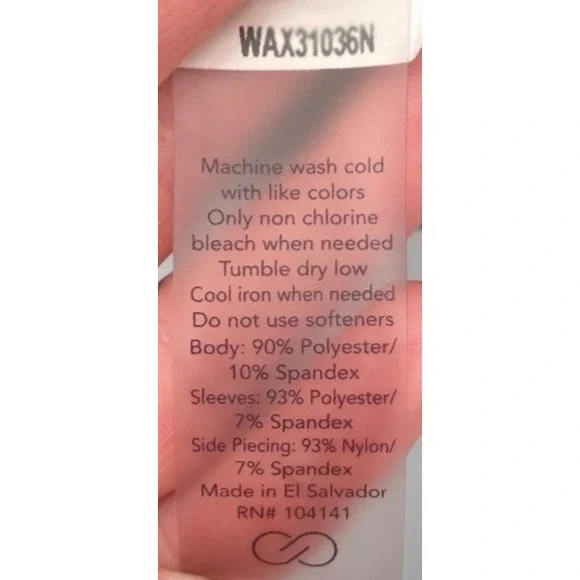 WAX31036N
Machine wash cold
with like colors
Only non chlorine
bleach when needed
Tumble dry low
Cool iron when needed
Do not use softeners
Body: 90% Polyester/
10% Spandex
Sleeves: 93% Polyester/
7% Spandex
Side Piecing: 93% Nylon/
7% Spandex
Made in El Salvador
RN# 104141